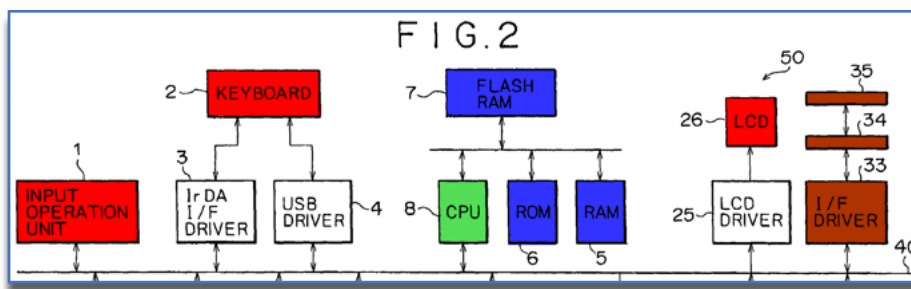 FIG.2
50
35
2
KEYBOARD
7
FLASH
RAM
26
LCD
34
1
3
33
INPUT
OPERATION
UNIT
IrDA
I/F
DRIVER
USB
DRIVER
4
8
CPU
ROM
6
RAM
5
25
LCD
DRIVER
I/F
DRIVER
40